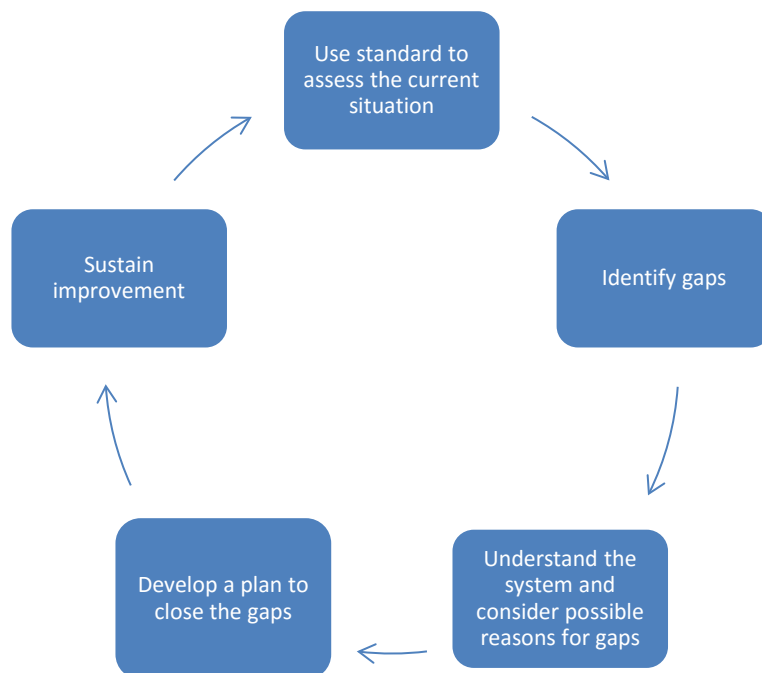 Use standard to
assess the current
situation
Identify gaps
Understand the
system and
consider possible
reasons for gaps
Develop a plan to
close the gaps
Sustain
improvement